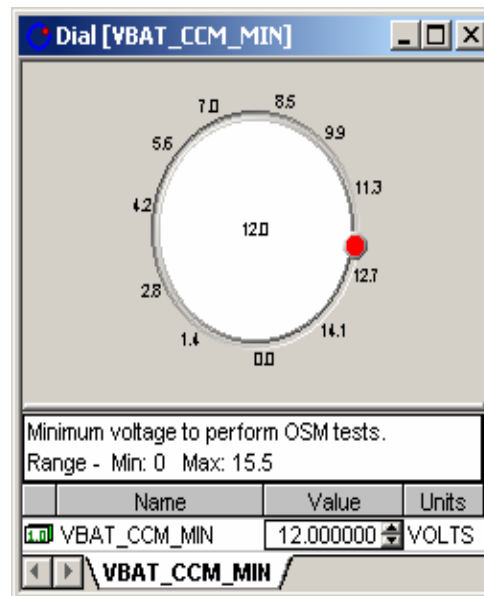 Dial [VBAT_CCM_MIN]
7.0
8.5
5.6
9.9
4.2
11.3
12.0
2.8
12.7
1.4
14.1
0.0
Minimum voltage to perform OSM tests.
Range - Min: 0 Max: 15.5
Name Value Units
1.0 VBAT_CCM_MIN 12.000000 VOLTS
VBAT_CCM_MIN